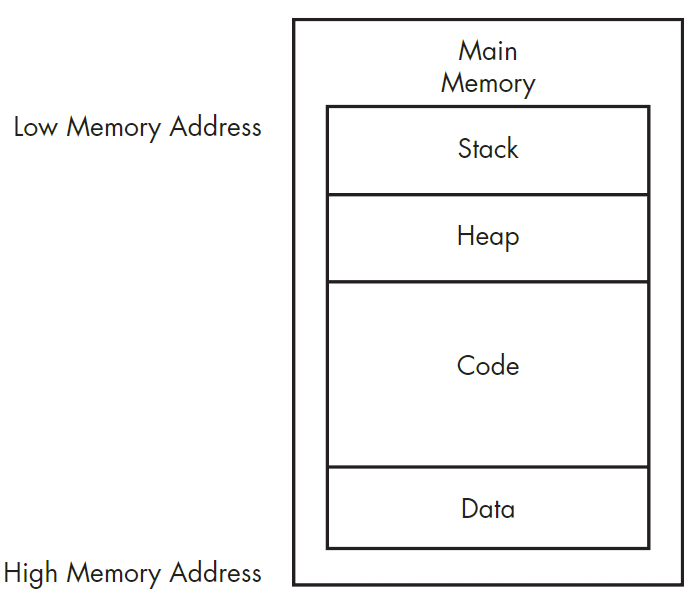 Main
Memory
Low Memory Address
Stack
Heap
Code
Data
High Memory Address